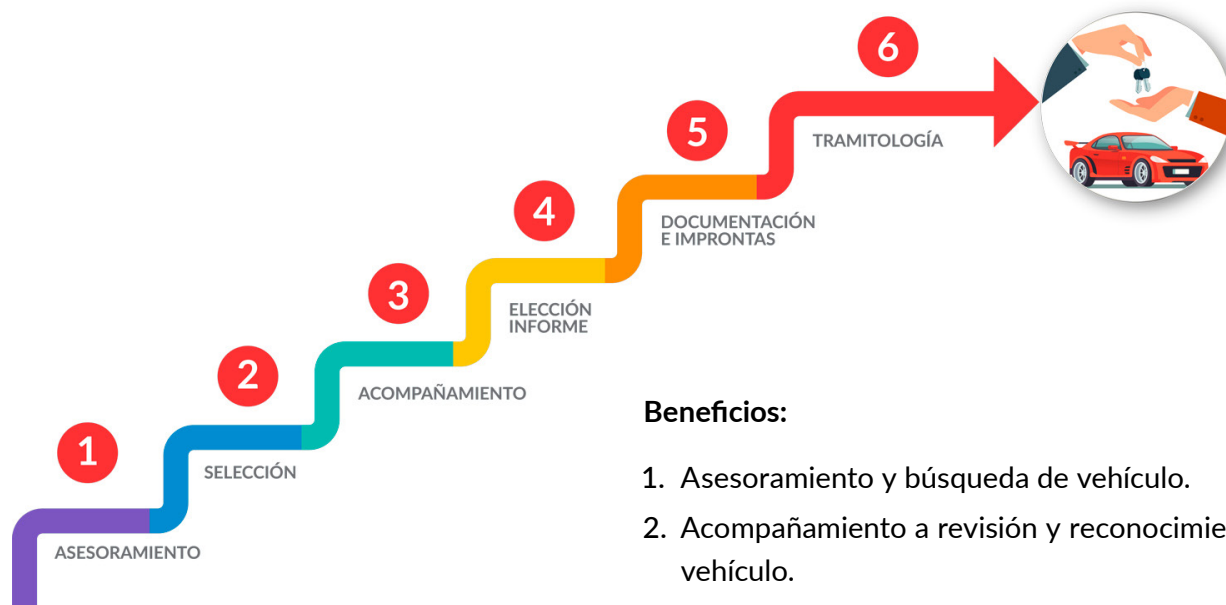 6
TRAMITOLOGÍA
5
DOCUMENTACIÓN
E IMPRONTAS
4
ELECCIÓN
INFORME
3
ACOMPAÑAMIENTO
2
SELECCIÓN
1
ASESORAMIENTO
Beneficios:
1. Asesoramiento y búsqueda de vehículo.
2. Acompañamiento a revisión y
vehículo.